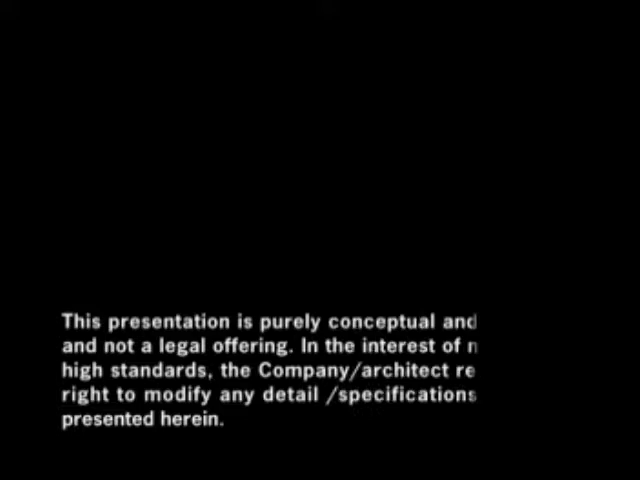 This presentation is purely conceptual and
and not a legal offering. In the interest of
high standards, the Company/architect re
right to modify any detail /specifications
presented herein.